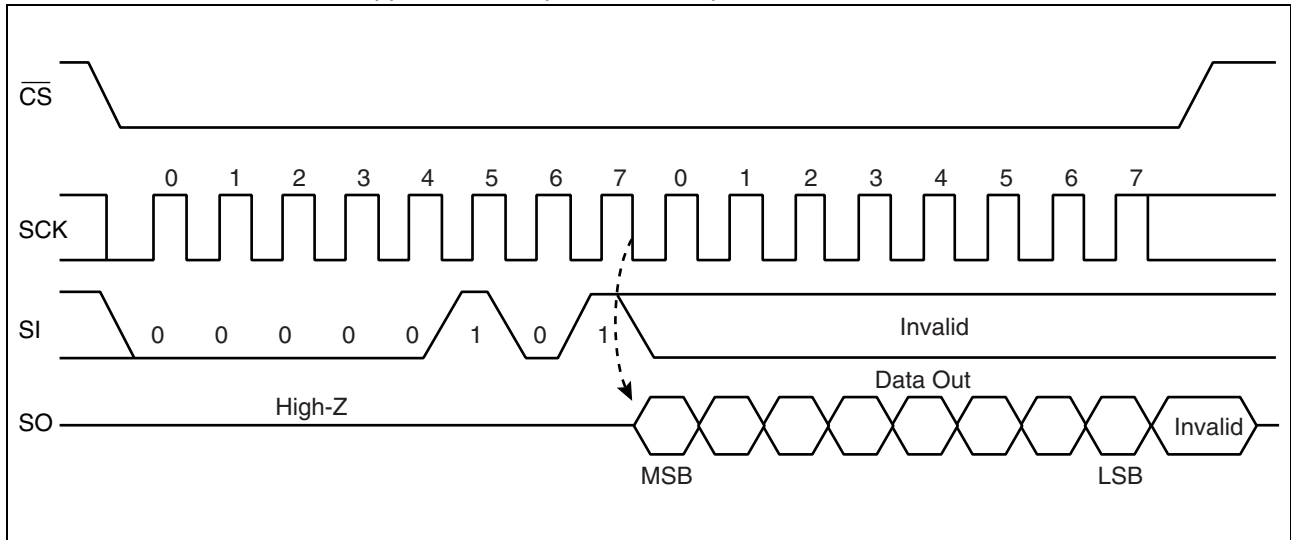 CS
0 1 2 3 4 5 6 7 0 1 2 3 4 5 6 7
SCK
SI 0 0 0 0 0 1 0 1 Invalid
Data Out
High-Z
SO Invalid
MSB LSB